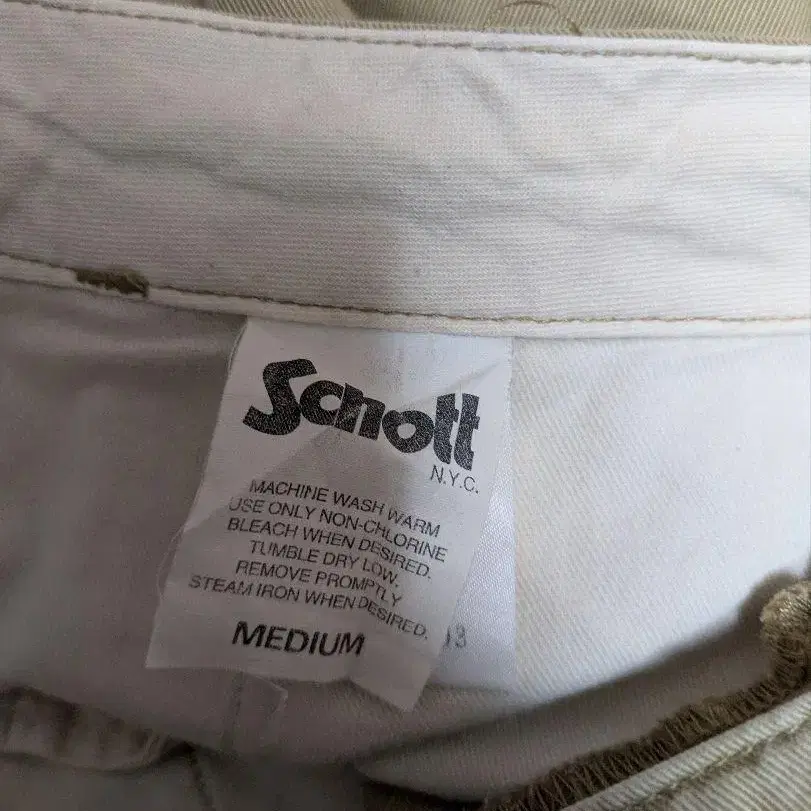 Schott
N.Y.C.
MACHINE WASH WARM
USE ONLY NON-CHLORINE
BLEACH WHEN DESIRED.
TUMBLE DRY LOW.
REMOVE PROMPTLY
STEAM IRON WHEN DESIRED.
MEDIUM